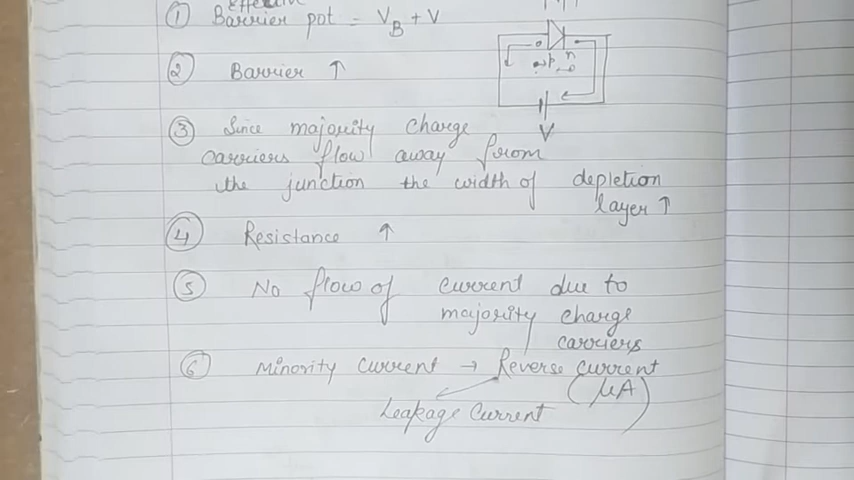 Effective
① Barrier pot = V_B + V
p n
② Barrier ↑
V
③ Since majority charge
carriers flow away from
the junction the width of depletion
layer ↑
④ Resistance ↑
⑤ No flow of current due to
majority charge
carriers
⑥ Minority current → Reverse current
(μA)
Leakage Current